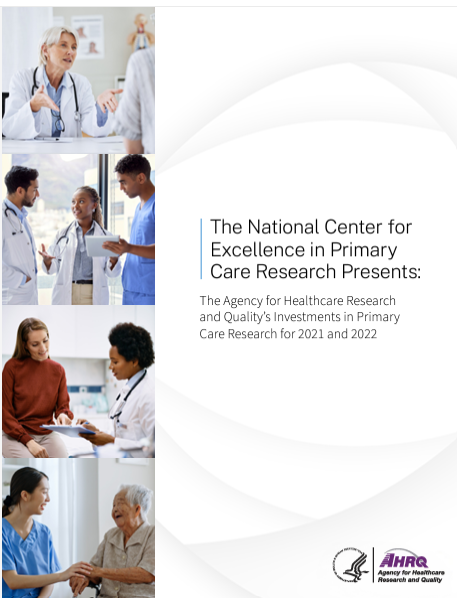 The National Center for
Excellence in Primary
Care Research Presents:
The Agency for Healthcare Research
and Quality's Investments in Primary
Care Research for 2021 and 2022
AHRQ
Agency for Healthcare
Research and Quality